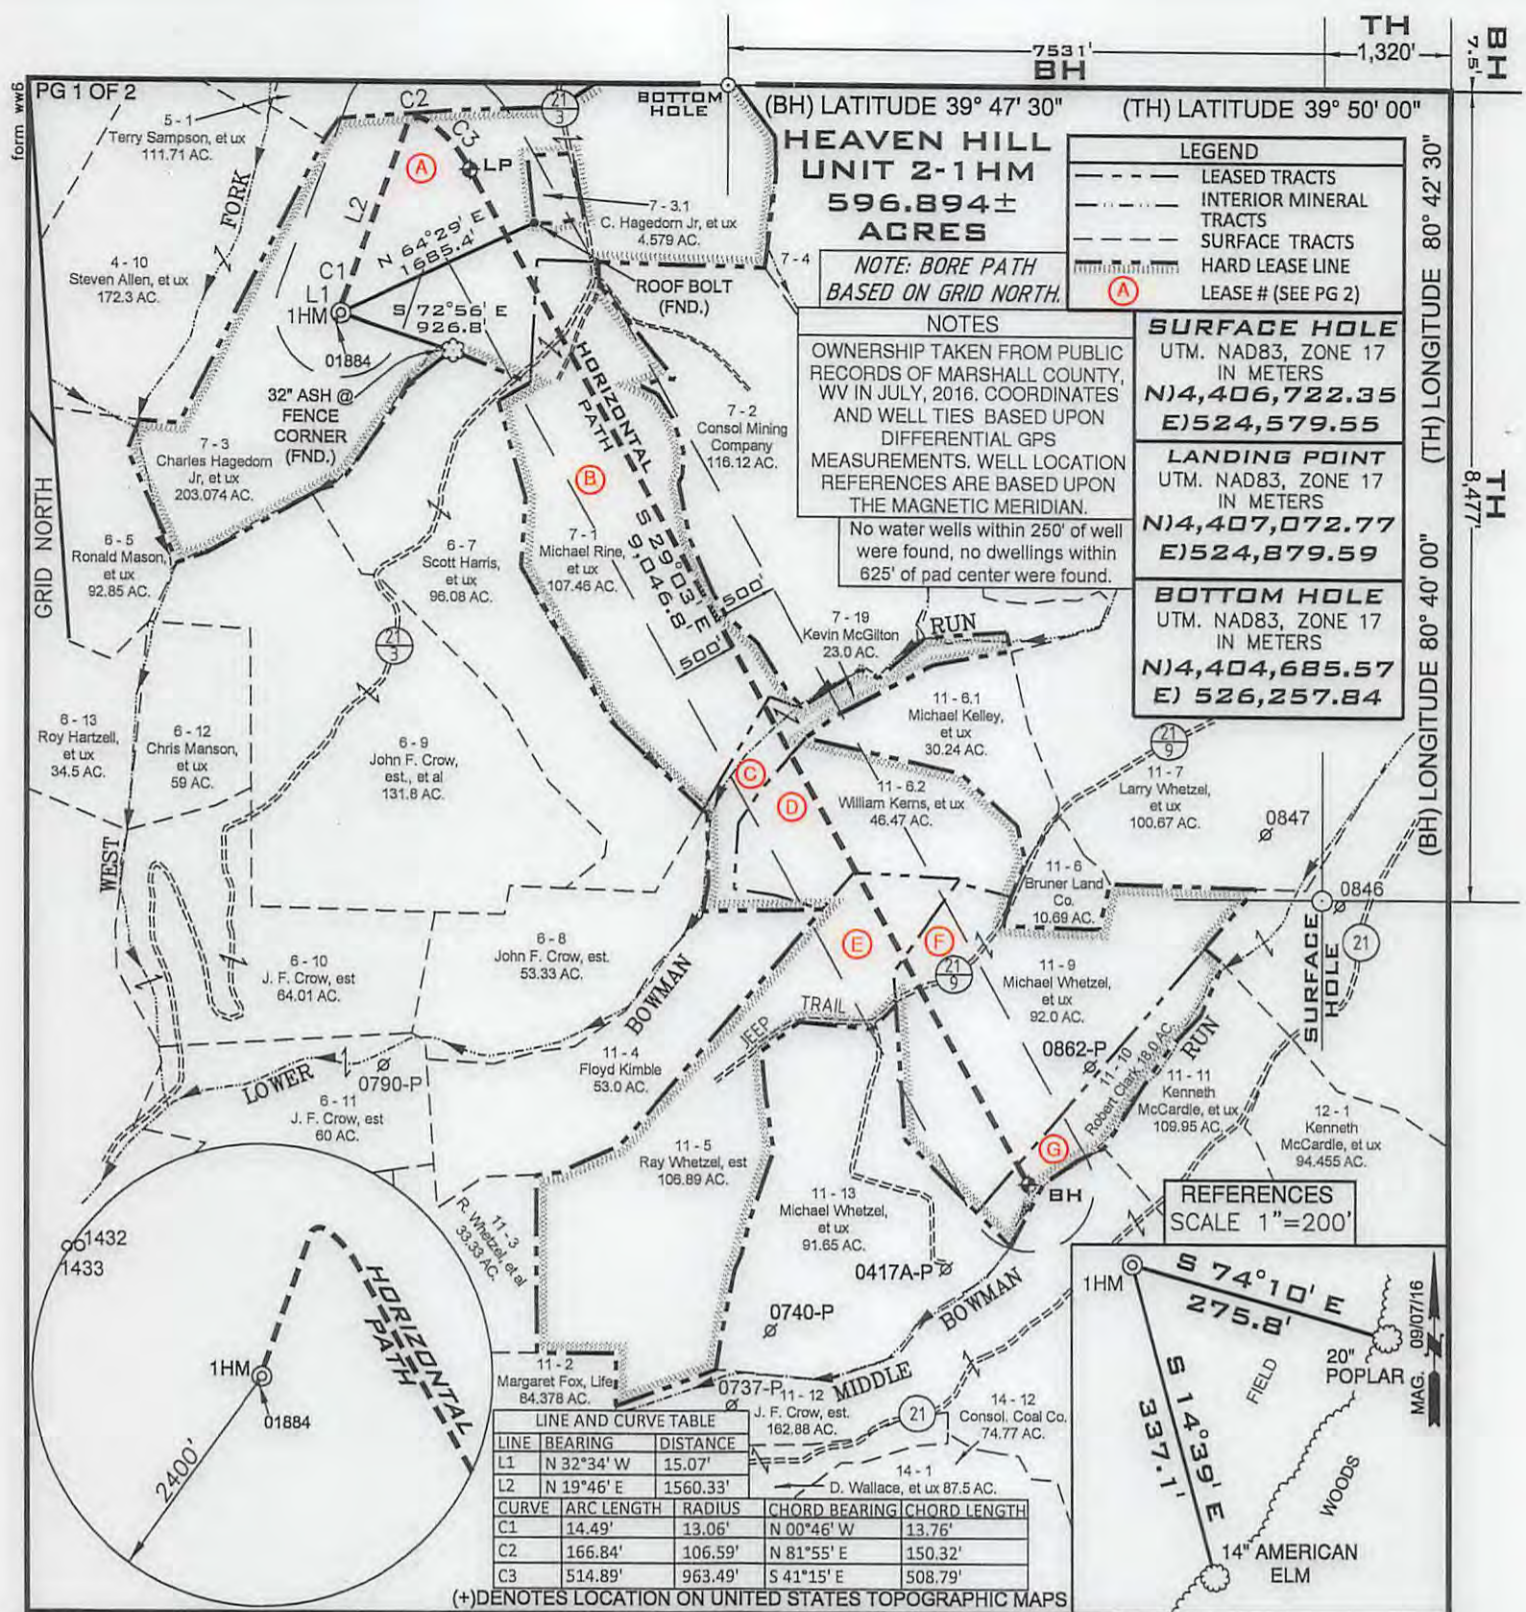 TH
BH
7531'
BH
1,320'
7.5'
form ww6
PG 1 OF 2
BOTTOM
HOLE
(BH) LATITUDE 39° 47' 30"
(TH) LATITUDE 39° 50' 00"
HEAVEN HILL
UNIT 2-1HM
596.894±
ACRES
NOTE: BORE PATH
BASED ON GRID NORTH.
LEGEND
LEASED TRACTS
INTERIOR MINERAL
TRACTS
SURFACE TRACTS
HARD LEASE LINE
A LEASE # (SEE PG 2)
NOTES
OWNERSHIP TAKEN FROM PUBLIC
RECORDS OF MARSHALL COUNTY,
WV IN JULY, 2016. COORDINATES
AND WELL TIES BASED UPON
DIFFERENTIAL GPS
MEASUREMENTS. WELL LOCATION
REFERENCES ARE BASED UPON
THE MAGNETIC MERIDIAN.
No water wells within 250' of well
were found, no dwellings within
625' of pad center were found.
SURFACE HOLE
UTM. NAD83, ZONE 17
IN METERS
N)4,406,722.35
E)524,579.55
LANDING POINT
UTM. NAD83, ZONE 17
IN METERS
N)4,407,072.77
E)524,879.59
BOTTOM HOLE
UTM. NAD83, ZONE 17
IN METERS
N)4,404,685.57
E) 526,257.84
(TH) LONGITUDE 80° 42' 30"
(BH) LONGITUDE 80° 40' 00"
TH
8,477'
5 - 1
Terry Sampson, et ux
111.71 AC.
FORK
4 - 10
Steven Allen, et ux
172.3 AC.
C2
C3
LP
A
L2
C1
L1
1HM
01884
N 64°29' E
1685.4'
S 72°56' E
926.8'
21
3
7 - 3.1
C. Hagedorn Jr, et ux
4.579 AC.
7 - 4
ROOF BOLT
(FND.)
32" ASH @
FENCE
CORNER
(FND.)
7 - 3
Charles Hagedorn
Jr, et ux
203.074 AC.
HORIZONTAL
PATH
7 - 2
Consol Mining
Company
116.12 AC.
B
S 29°03' E
9,046.8'
GRID NORTH
6 - 5
Ronald Mason,
et ux
92.85 AC.
6 - 7
Scott Harris,
et ux
96.08 AC.
7 - 1
Michael Rine,
et ux
107.46 AC.
500'
500'
7 - 19
Kevin McGilton
23.0 AC.
RUN
21
3
6 - 13
Roy Hartzell,
et ux
34.5 AC.
6 - 12
Chris Manson,
et ux
59 AC.
6 - 9
John F. Crow,
est., et al
131.8 AC.
11 - 6.1
Michael Kelley,
et ux
30.24 AC.
21
9
11 - 7
Larry Whetzel,
et ux
100.67 AC.
C
D
11 - 6.2
William Kerns, et ux
46.47 AC.
0847
WEST
11 - 6
Bruner Land
Co.
10.69 AC.
0846
SURFACE
HOLE
21
6 - 10
J. F. Crow, est
64.01 AC.
6 - 8
John F. Crow, est.
53.33 AC.
E
F
21
9
11 - 9
Michael Whetzel,
et ux
92.0 AC.
BOWMAN
JEEP TRAIL
LOWER
0790-P
6 - 11
J. F. Crow, est
60 AC.
11 - 4
Floyd Kimble
53.0 AC.
0862-P
11 - 10
Robert Clark, 18.0 AC.
RUN
11 - 11
Kenneth
McCardle, et ux
109.95 AC.
12 - 1
Kenneth
McCardle, et ux
94.455 AC.
11 - 5
Ray Whetzel, est
106.89 AC.
G
BH
11 - 13
Michael Whetzel,
et ux
91.65 AC.
11 - 3
R. Whetzel, et al
33.33 AC.
0417A-P
0740-P
BOWMAN
MIDDLE
11 - 2
Margaret Fox, Life
84.378 AC.
0737-P
11 - 12
J. F. Crow, est.
162.88 AC.
21
14 - 12
Consol. Coal Co.
74.77 AC.
14 - 1
D. Wallace, et ux 87.5 AC.
1432
1433
HORIZONTAL
PATH
1HM
01884
2400'
LINE AND CURVE TABLE
LINE BEARING DISTANCE
L1 N 32°34' W 15.07'
L2 N 19°46' E 1560.33'
CURVE ARC LENGTH RADIUS CHORD BEARING CHORD LENGTH
C1 14.49' 13.06' N 00°46' W 13.76'
C2 166.84' 106.59' N 81°55' E 150.32'
C3 514.89' 963.49' S 41°15' E 508.79'
(+)DENOTES LOCATION ON UNITED STATES TOPOGRAPHIC MAPS
REFERENCES
SCALE 1"=200'
1HM
S 74°10' E
275.8'
20"
POPLAR
FIELD
S 14°39' E
337.1'
WOODS
14" AMERICAN
ELM
MAG. 09/07/16